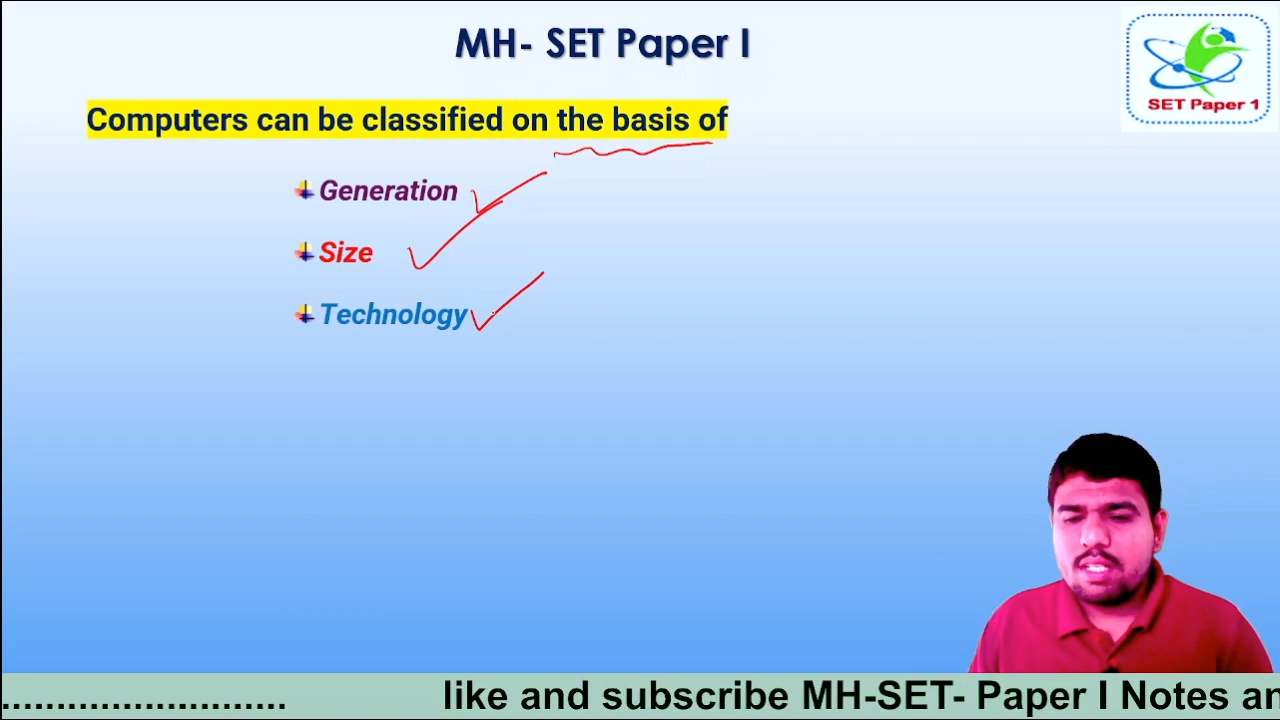 MH- SET Paper I
SET Paper 1
Computers can be classified on the basis of
Generation
Size
Technology
......................... like and subscribe MH-SET- Paper I Notes an